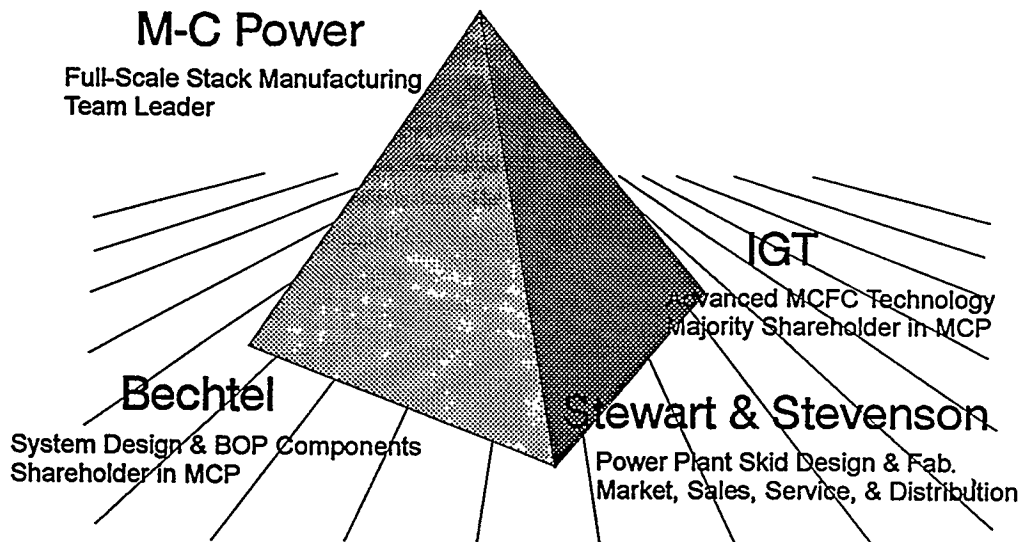 M-C Power
Full-Scale Stack Manufacturing
Team Leader
IGT
Advanced MCFC Technology
Majority Shareholder in MCP
Bechtel
System Design & BOP Components
Shareholder in MCP
Stewart & Stevenson
Power Plant Skid Design & Fab.
Market, Sales, Service, & Distribution